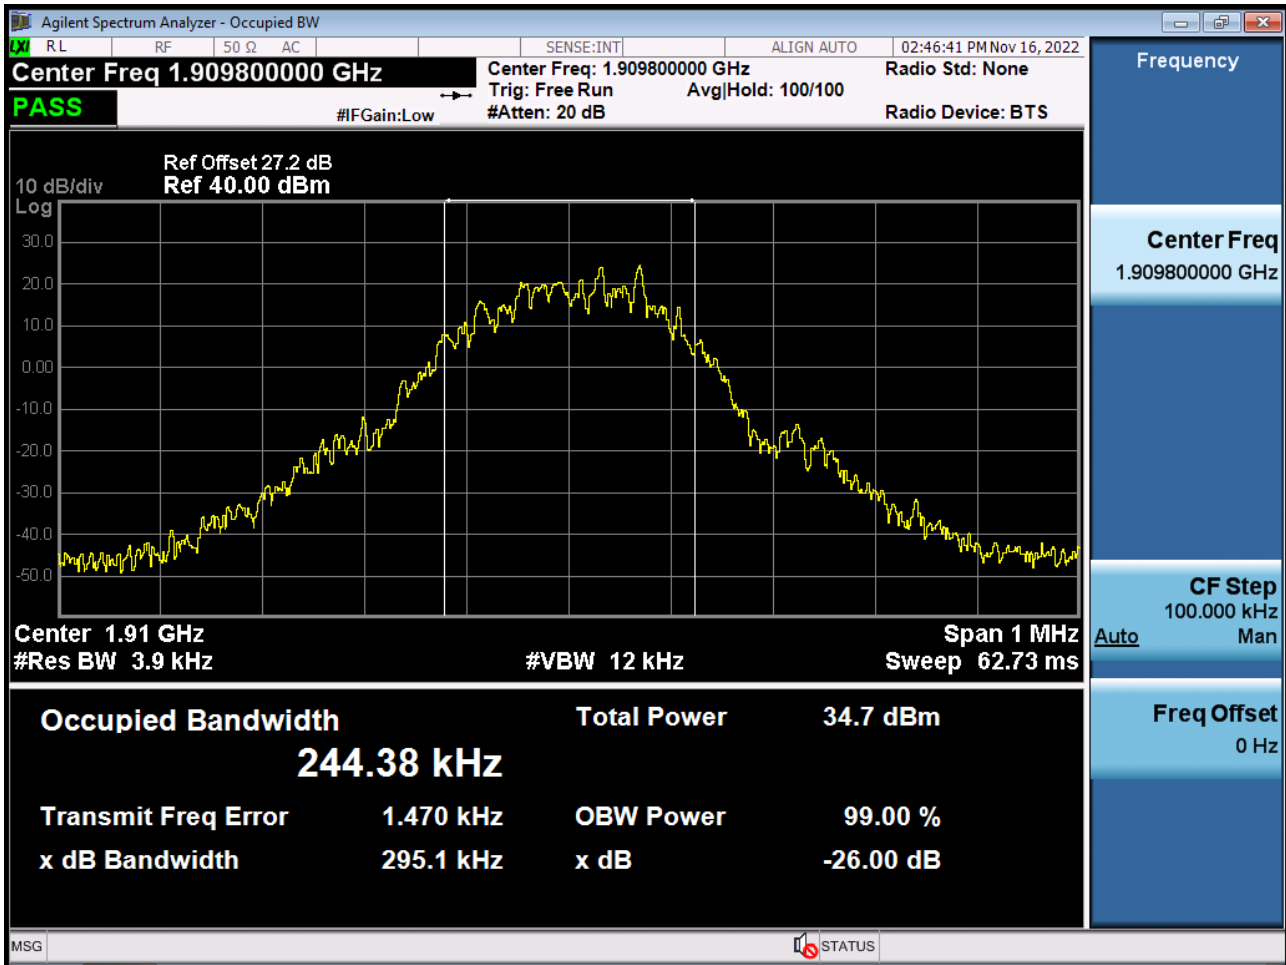 Agilent Spectrum Analyzer - Occupied BW
LXI RL RF 50 Ω AC SENSE:INT ALIGN AUTO 02:46:41 PM Nov 16, 2022
Center Freq 1.909800000 GHz
PASS
#IFGain:Low
Center Freq: 1.909800000 GHz
Trig: Free Run Avg|Hold: 100/100
#Atten: 20 dB
Radio Std: None
Radio Device: BTS
Ref Offset 27.2 dB
10 dB/div Ref 40.00 dBm
Log
30.0
20.0
10.0
0.00
-10.0
-20.0
-30.0
-40.0
-50.0
Center 1.91 GHz Span 1 MHz
#Res BW 3.9 kHz #VBW 12 kHz Sweep 62.73 ms
Occupied Bandwidth Total Power 34.7 dBm
244.38 kHz
Transmit Freq Error 1.470 kHz OBW Power 99.00 %
x dB Bandwidth 295.1 kHz x dB -26.00 dB
Frequency
Center Freq
1.909800000 GHz
CF Step
100.000 kHz
Auto Man
Freq Offset
0 Hz
MSG STATUS